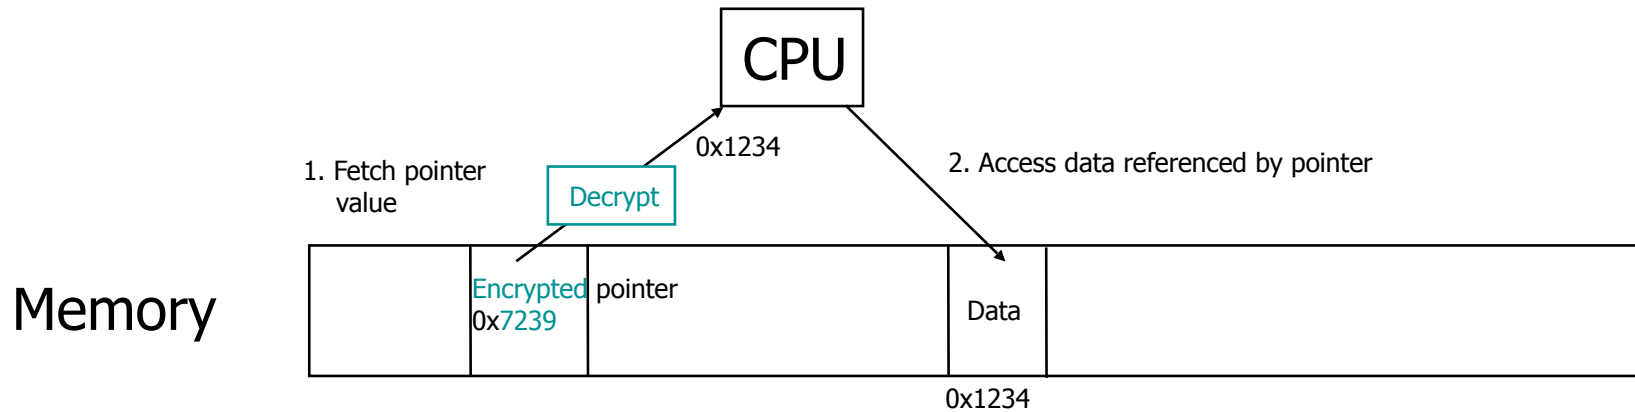 CPU
0x1234
1. Fetch pointer
value
2. Access data referenced by pointer
Decrypt
Memory
Encrypted pointer
0x7239
Data
0x1234